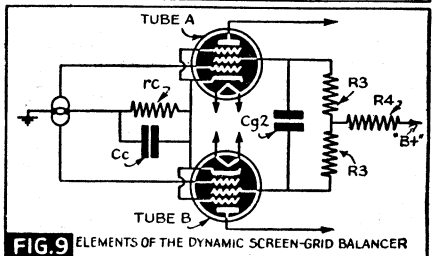 TUBE A
rc
Cc
Cg2
R3
R4
"B+"
R3
TUBE B
FIG.9 ELEMENTS OF THE DYNAMIC SCREEN-GRID BALANCER